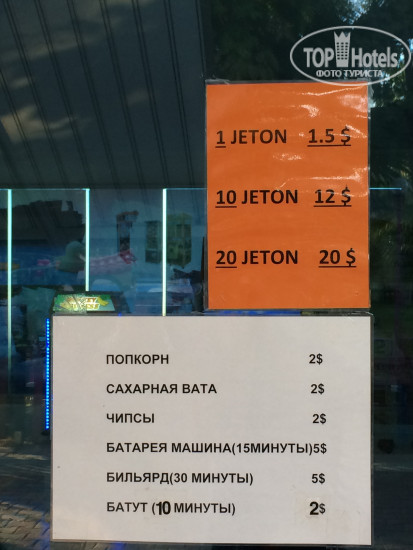 TOP Hotels
ФОТО ТУРИСТА
1 JETON 1.5 $
10 JETON 12 $
20 JETON 20 $
ПОПКОРН 2$
САХАРНАЯ ВАТА 2$
ЧИПСЫ 2$
БАТАРЕЯ МАШИНА(15МИНУТЫ)5$
БИЛЬЯРД(30 МИНУТЫ) 5$
БАТУТ (10 МИНУТЫ) 2$